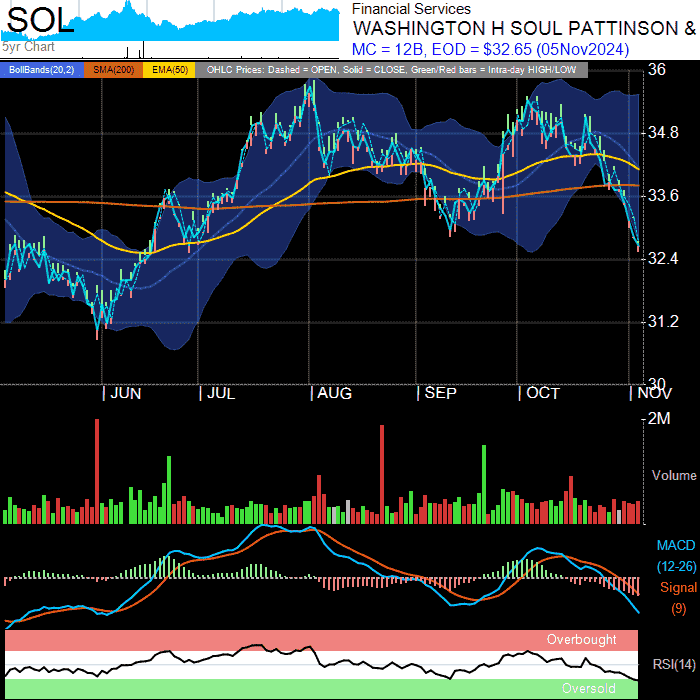 SOL
5yr Chart
Financial Services
WASHINGTON H SOUL PATTINSON &
MC = 12B, EOD = $32.65 (05Nov2024)
BollBands(20,2) SMA(200) EMA(50) OHLC Prices: Dashed = OPEN, Solid = CLOSE, Green/Red bars = Intra-day HIGH/LOW
36
34.8
33.6
32.4
31.2
30
JUN JUL AUG SEP OCT NOV
2M
Volume
MACD
(12-26)
Signal
(9)
Overbought
RSI(14)
Oversold